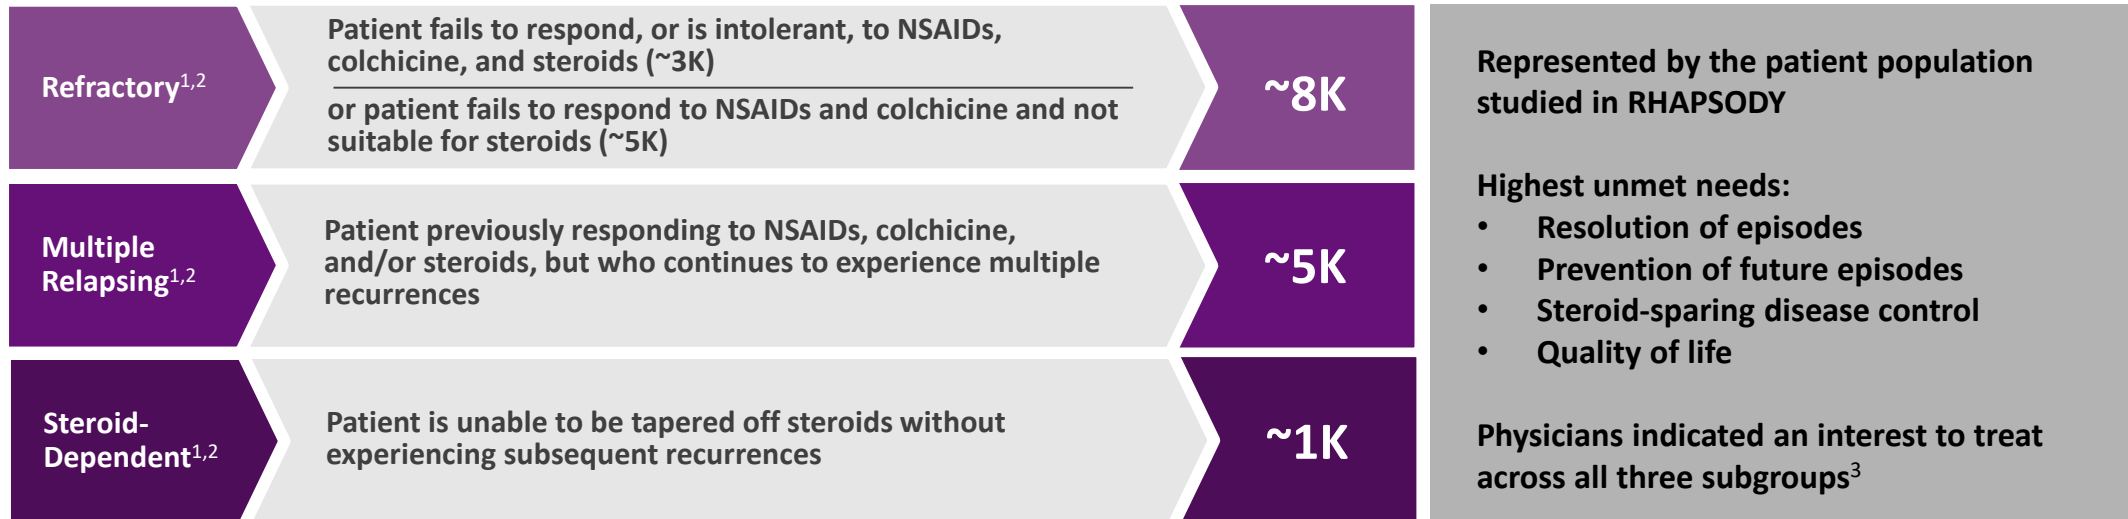 Refractory1,2
Patient fails to respond, or is intolerant, to NSAIDs,
colchicine, and steroids (~3K)
or patient fails to respond to NSAIDs and colchicine and not
suitable for steroids (~5K)
~8K
Multiple
Relapsing1,2
Patient previously responding to NSAIDs, colchicine,
and/or steroids, but who continues to experience multiple
recurrences
~5K
Steroid-
Dependent1,2
Patient is unable to be tapered off steroids without
experiencing subsequent recurrences
~1K
Represented by the patient population
studied in RHAPSODY
Highest unmet needs:
• Resolution of episodes
• Prevention of future episodes
• Steroid-sparing disease control
• Quality of life
Physicians indicated an interest to treat
across all three subgroups3